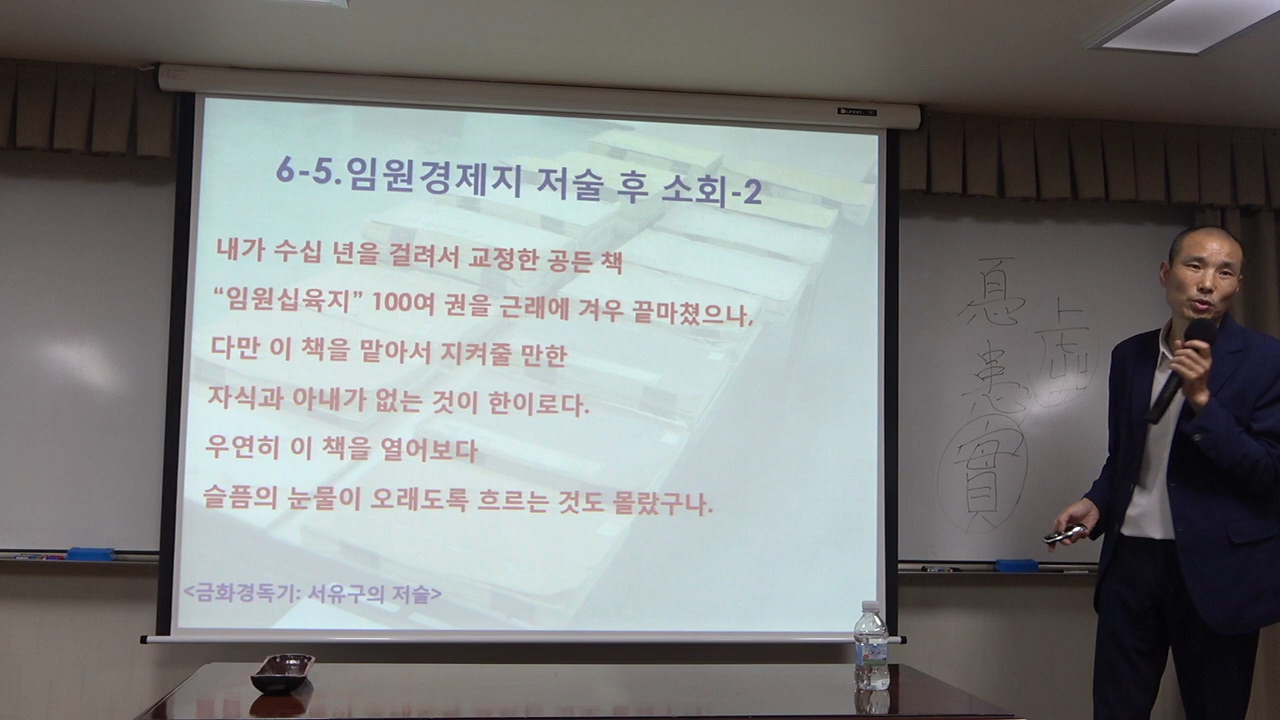 6-5.임원경제지 저술 후 소회-2
내가 수십 년을 걸려서 교정한 공든 책
“임원십육지” 100여 권을 근래에 겨우 끝마쳤으나,
다만 이 책을 맡아서 지켜줄 만한
자식과 아내가 없는 것이 한이로다.
우연히 이 책을 열어보다
슬픔의 눈물이 오래도록 흐르는 것도 몰랐구나.
<금화경독기: 서유구의 저술>
患
實
虛